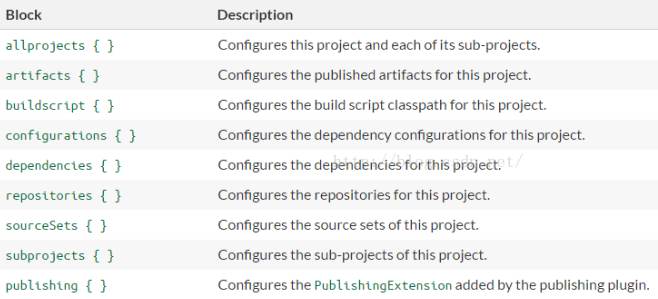 Block Description
allprojects { } Configures this project and each of its sub-projects.
artifacts { } Configures the published artifacts for this project.
buildscript { } Configures the build script classpath for this project.
configurations { } Configures the dependency configurations for this project.
dependencies { } Configures the dependencies for this project.
repositories { } Configures the repositories for this project.
sourceSets { } Configures the source sets of this project.
subprojects { } Configures the sub-projects of this project.
publishing { } Configures the PublishingExtension added by the publishing plugin.